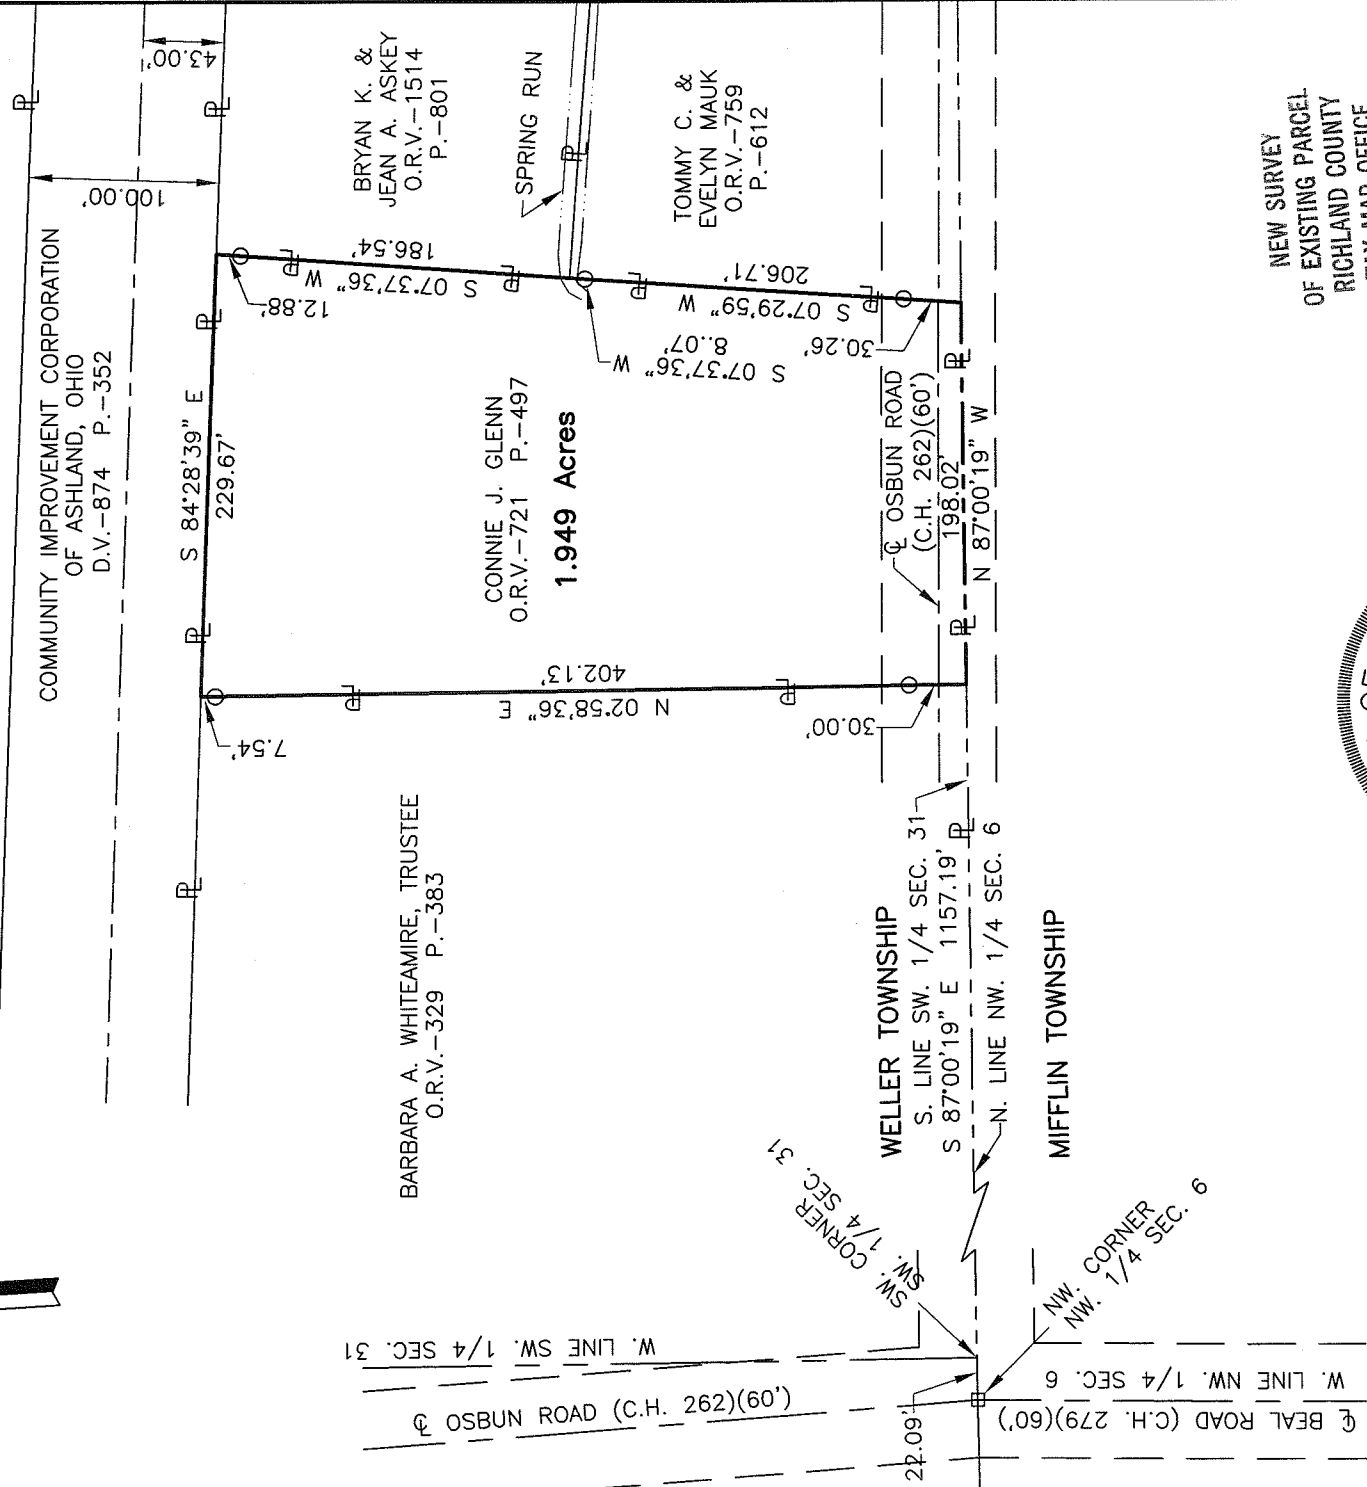 43.00'
100.00'
COMMUNITY IMPROVEMENT CORPORATION
OF ASHLAND, OHIO
D.V.-874 P.-352
BRYAN K. &
JEAN A. ASKEY
O.R.V.-1514
P.-801
SPRING RUN
TOMMY C. &
EVELYN MAUK
O.R.V.-759
P.-612
NEW SURVEY
OF EXISTING PARCEL
RICHLAND COUNTY
TAX MAP OFFICE
S 84°28'39" E
229.67'
12.88'
186.54'
S 07°37'36" W
206.71'
S 07°29'59" W
8..07'
S 07°37'36" W
30.26'
CONNIE J. GLENN
O.R.V.-721 P.-497
1.949 Acres
℄ OSBUN ROAD
(C.H. 262)(60')
198.02'
N 87°00'19" W
402.13'
N 02°58'36" E
7.54'
30.00'
BARBARA A. WHITEAMIRE, TRUSTEE
O.R.V.-329 P.-383
WELLER TOWNSHIP
S. LINE SW. 1/4 SEC. 31
S 87°00'19" E 1157.19'
N. LINE NW. 1/4 SEC. 6
MIFFLIN TOWNSHIP
SW. CORNER
SW. 1/4 SEC. 31
NW. CORNER
NW. 1/4 SEC. 6
W. LINE SW. 1/4 SEC. 31
℄ OSBUN ROAD (C.H. 262)(60')
22.09'
W. LINE NW. 1/4 SEC. 6
℄ BEAL ROAD (C.H. 279)(60')